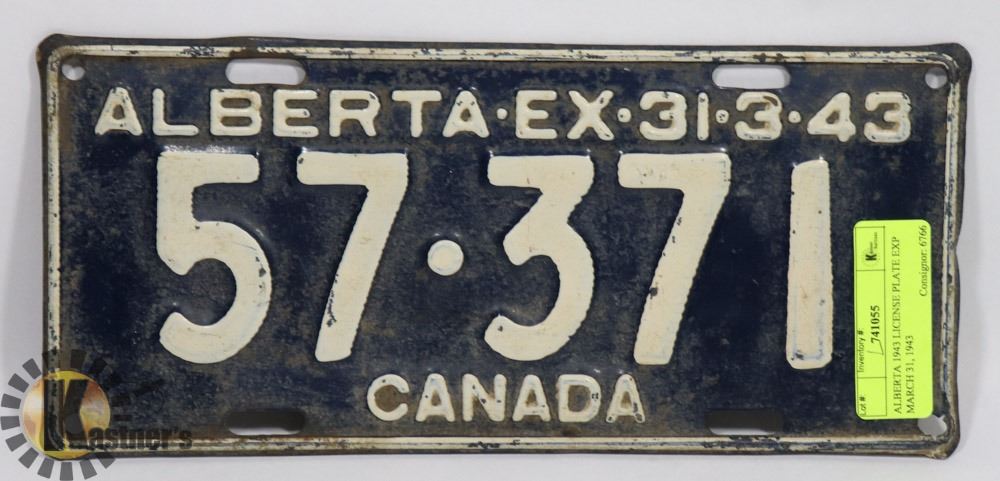 ALBERTA·EX·31·3·43
57·371
CANADA
Lot#:
Inventory #:
741055
ALBERTA 1943 LICENSE PLATE EXP
MARCH 31, 1943
Consignor: 6766
Kastner's